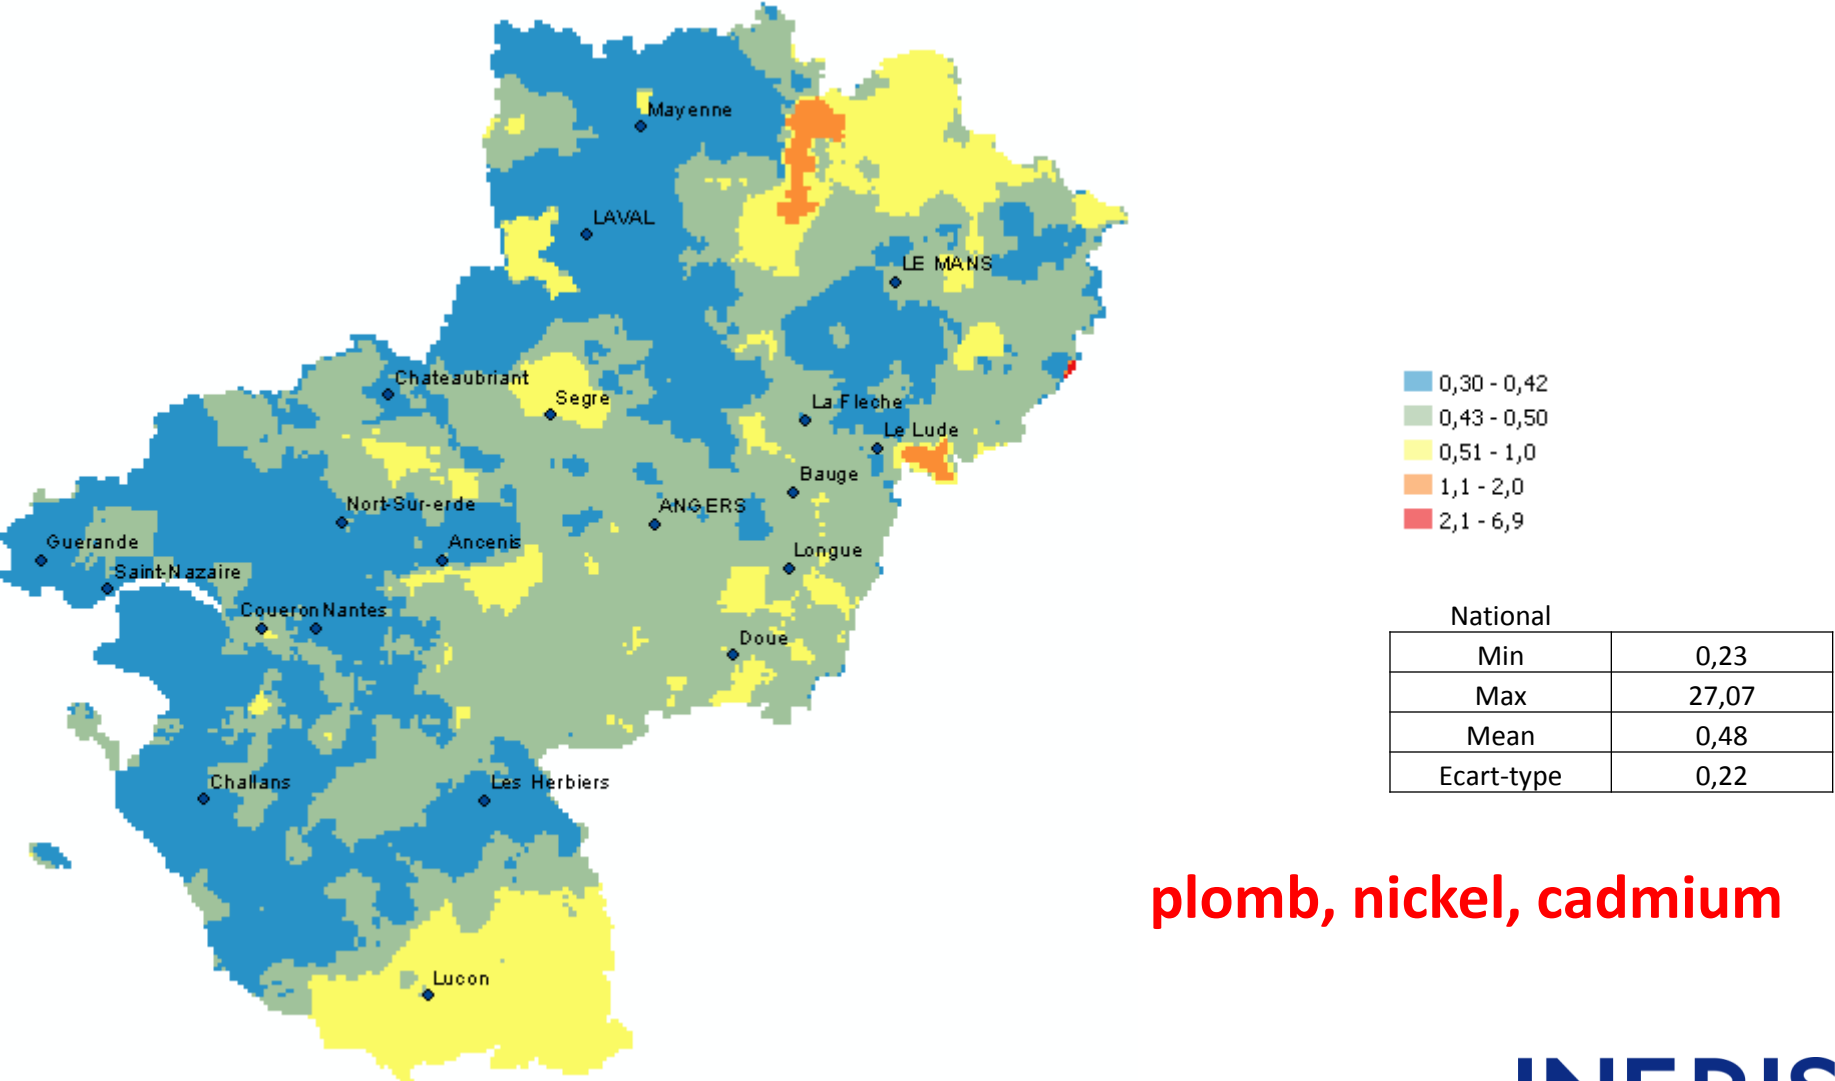 Mayenne
LAVAL
LE MANS
Chateaubriant
Segre
La Fleche
Le Lude
Bauge
Nort-Sur-erde
ANGERS
Guerande
Ancenis
Longue
Saint-Nazaire
Coueron Nantes
Doue
Challans
Les Herbiers
Lucon
0,30 - 0,42
0,43 - 0,50
0,51 - 1,0
1,1 - 2,0
2,1 - 6,9
National
Min 0,23
Max 27,07
Mean 0,48
Ecart-type 0,22
plomb, nickel, cadmium
INERIS